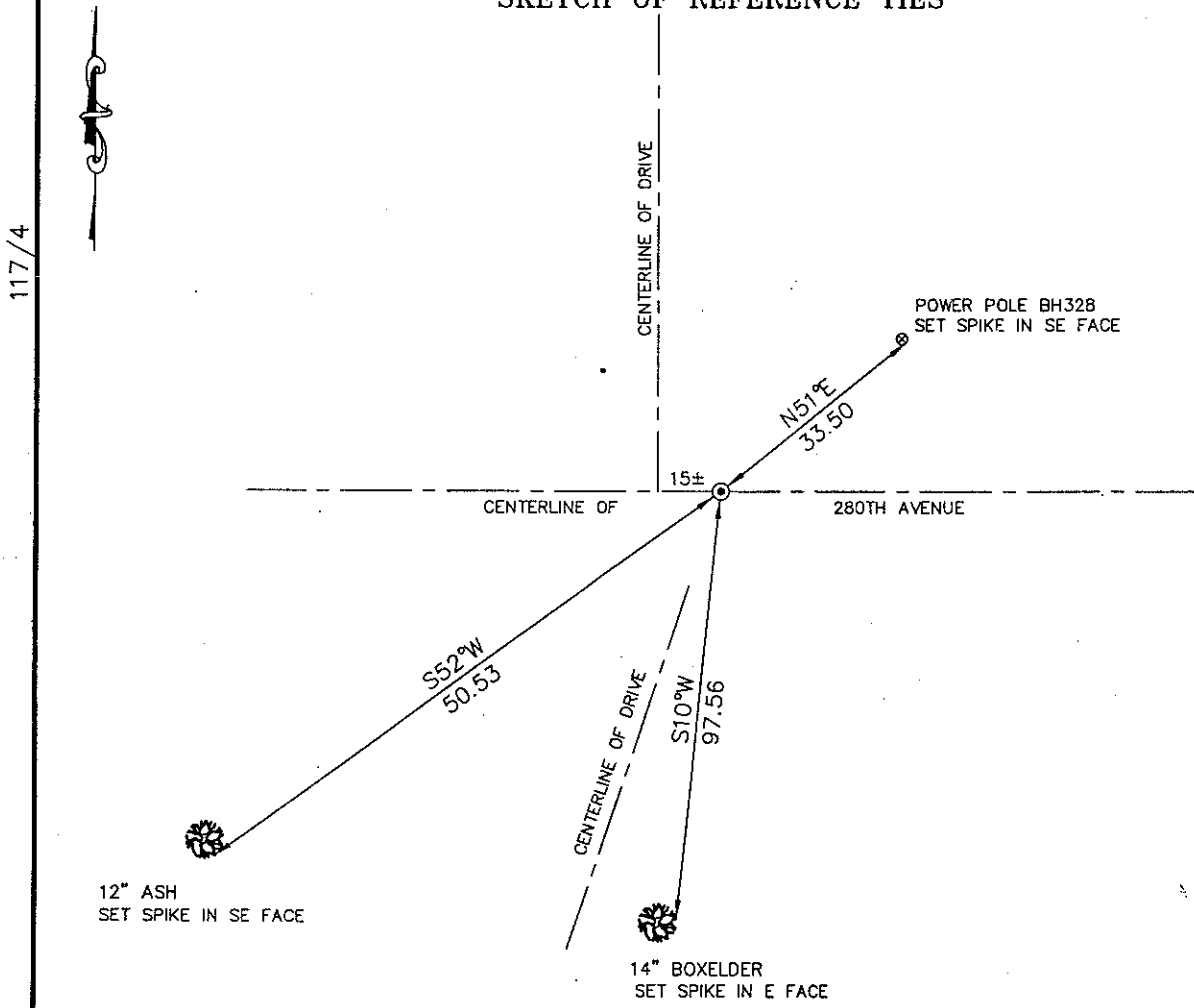 SKETCH OF REFERENCE TIES
117/4
CENTERLINE OF DRIVE
POWER POLE BH328
SET SPIKE IN SE FACE
N51°E
33.50
15±
CENTERLINE OF 280TH AVENUE
S52°W
50.53
CENTERLINE OF DRIVE
S10°W
97.56
12" ASH
SET SPIKE IN SE FACE
14" BOXELDER
SET SPIKE IN E FACE